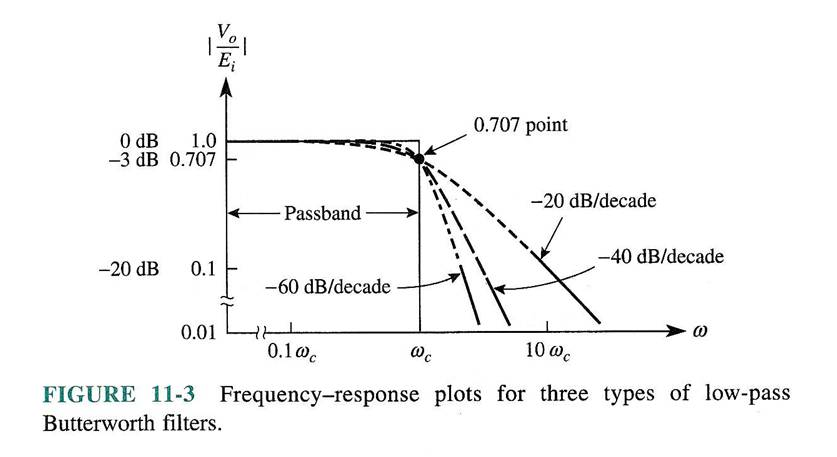 |Vₒ/Eᵢ|
0 dB 1.0
0.707 point
−3 dB 0.707
−20 dB/decade
Passband
−40 dB/decade
−20 dB 0.1
−60 dB/decade
0.01
ω
0.1ω𝑐 ω𝑐 10 ω𝑐
FIGURE 11-3 Frequency–response plots for three types of low-pass
Butterworth filters.